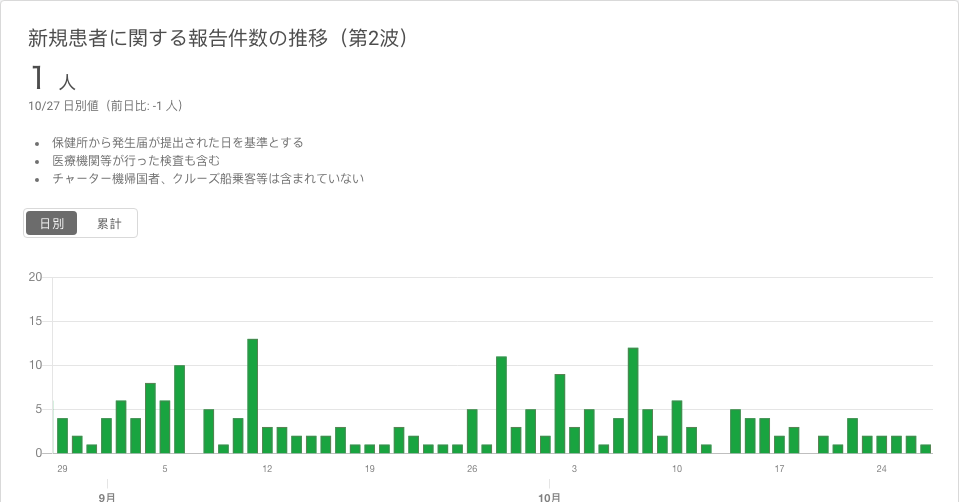 新規患者に関する報告件数の推移（第2波）
1 人
10/27 日別値（前日比: -1 人）
保健所から発生届が提出された日を基準とする
医療機関等が行った検査も含む
チャーター機帰国者、クルーズ船乗客等は含まれていない
日別 累計
20
15
10
5
0
29 5 12 19 26 3 10 17 24
9月 10月